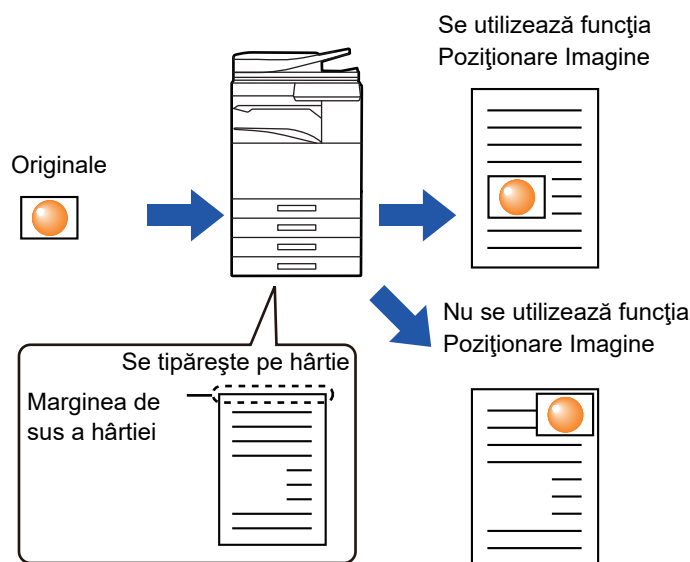 Se utilizează funcţia
Poziţionare Imagine
Originale
Nu se utilizează funcţia
Poziţionare Imagine
Se tipăreşte pe hârtie
Marginea de
sus a hârtiei